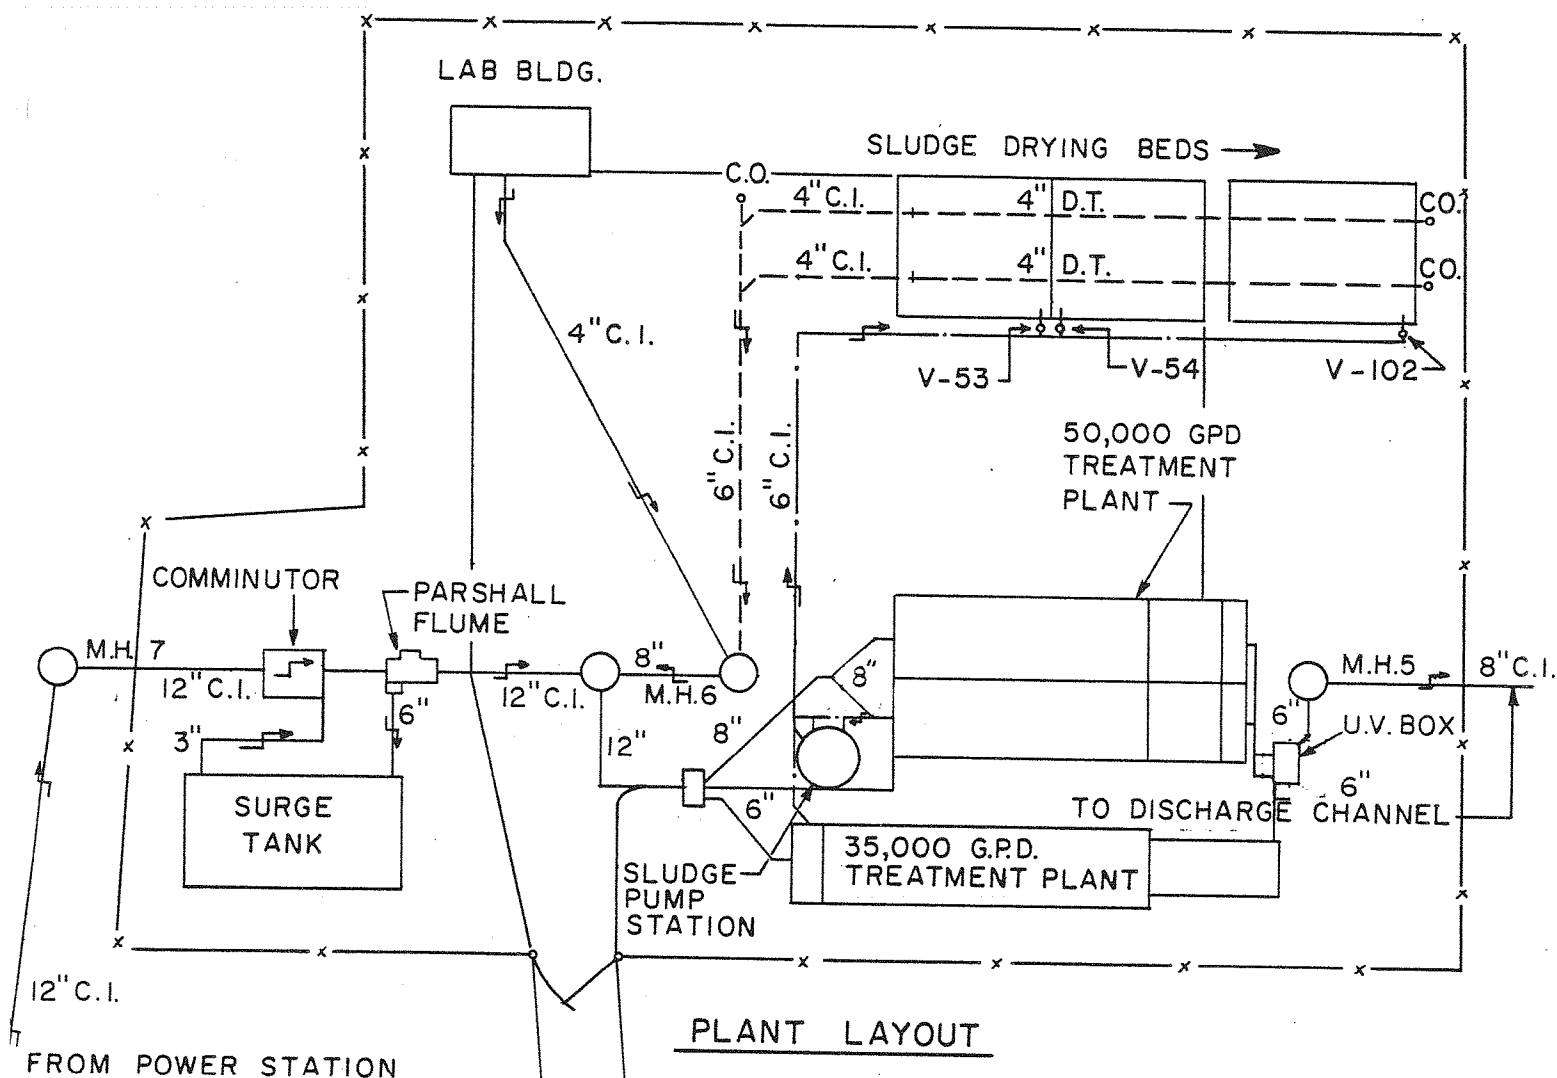 LAB BLDG.
SLUDGE DRYING BEDS
C.O.
4" C.I.
4" D.T.
CO.
4" C.I.
4" D.T.
CO.
4" C.I.
V-53
V-54
V-102
6" C.I.
6" C.I.
50,000 GPD
TREATMENT
PLANT
COMMINUTOR
PARSHALL
FLUME
M.H. 7
12" C.I.
3"
6"
12" C.I.
8"
M.H.6
12"
8"
8"
6"
M.H.5
8" C.I.
6"
U.V. BOX
6"
TO DISCHARGE CHANNEL
SURGE
TANK
35,000 G.P.D.
TREATMENT PLANT
SLUDGE
PUMP
STATION
12" C.I.
FROM POWER STATION
PLANT LAYOUT